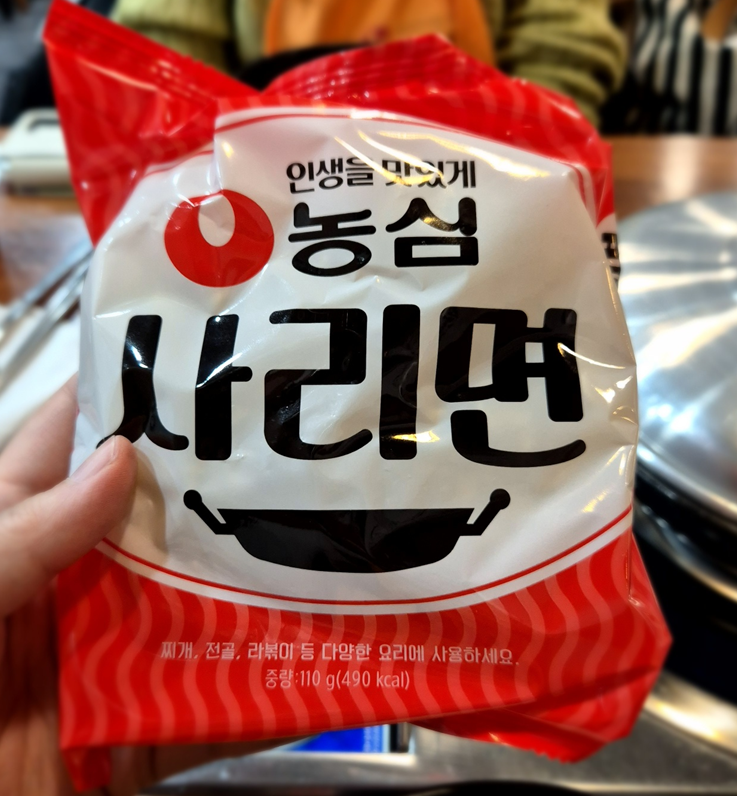 인생을 맛있게
농심
사리면
찌개, 전골, 라볶이 등 다양한 요리에 사용하세요.
중량:110 g(490 kcal)